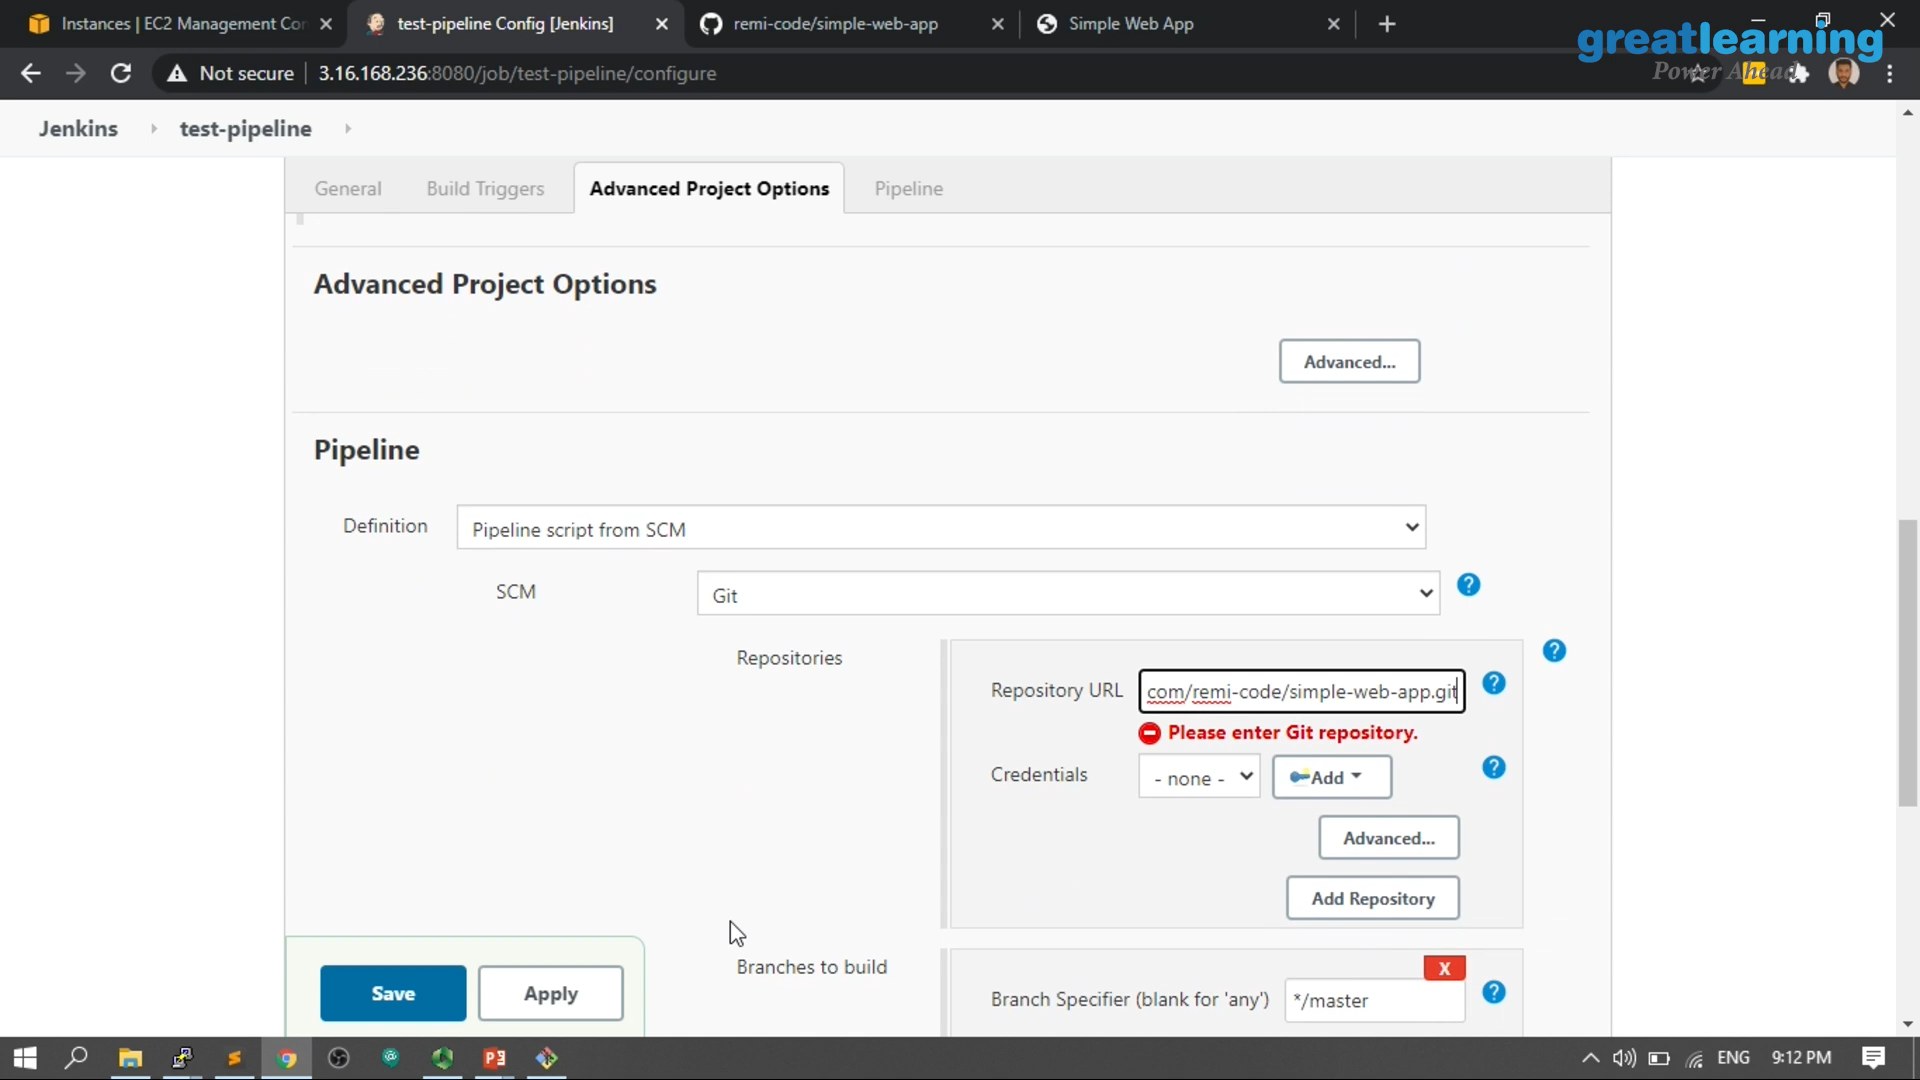 Instances | EC2 Management Cor
test-pipeline Config [Jenkins]
remi-code/simple-web-app
Simple Web App
greatlearning
Power Ahead
Not secure
3.16.168.236:8080/job/test-pipeline/configure
Jenkins
test-pipeline
General
Build Triggers
Advanced Project Options
Pipeline
Advanced Project Options
Advanced...
Pipeline
Definition
Pipeline script from SCM
SCM
Git
?
Repositories
?
Repository URL
com/remi-code/simple-web-app.git
?
Please enter Git repository.
Credentials
- none -
Add
?
Advanced...
Add Repository
Branches to build
X
Branch Specifier (blank for 'any')
*/master
?
Save
Apply
ENG
9:12 PM